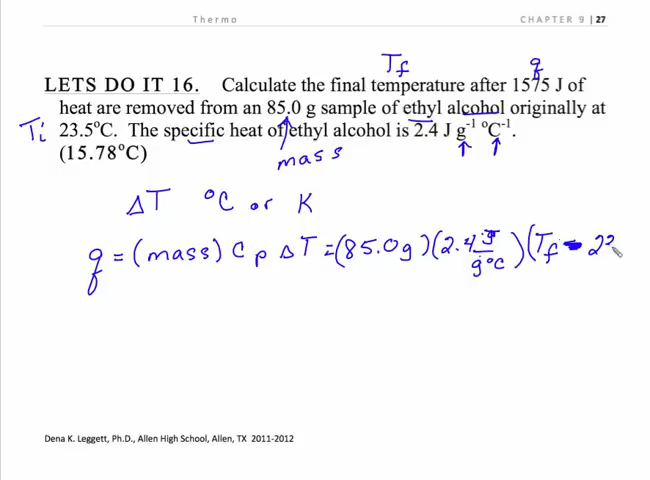 Thermo CHAPTER 9 | 27
Tf q
LETS DO IT 16. Calculate the final temperature after 1575 J of
heat are removed from an 85.0 g sample of ethyl alcohol originally at
Ti 23.5°C. The specific heat of ethyl alcohol is 2.4 J g⁻¹ °C⁻¹.
(15.78°C) mass
ΔT °C or K
q = (mass) Cp ΔT = (85.0g)(2.4 J/g°C)(Tf - 22
Dena K. Leggett, Ph.D., Allen High School, Allen, TX 2011-2012